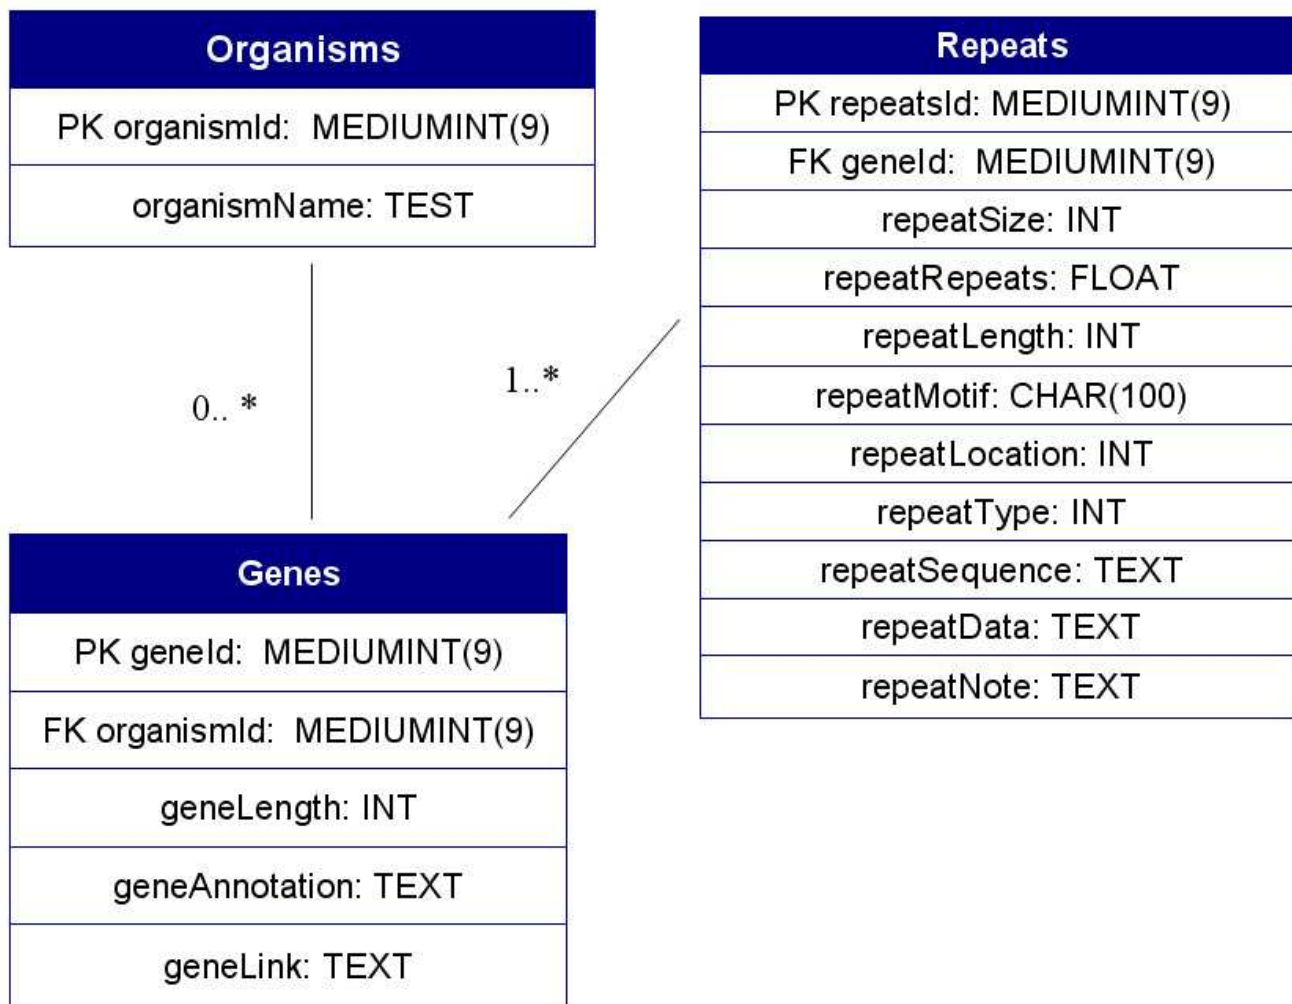 Organisms
PK organismId: MEDIUMINT(9)
organismName: TEST
0.. *
1..*
Genes
PK geneId: MEDIUMINT(9)
FK organismId: MEDIUMINT(9)
geneLength: INT
geneAnnotation: TEXT
geneLink: TEXT
Repeats
PK repeatsId: MEDIUMINT(9)
FK geneId: MEDIUMINT(9)
repeatSize: INT
repeatRepeats: FLOAT
repeatLength: INT
repeatMotif: CHAR(100)
repeatLocation: INT
repeatType: INT
repeatSequence: TEXT
repeatData: TEXT
repeatNote: TEXT